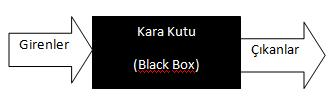 Girenler
Kara Kutu
(Black Box)
Çıkanlar